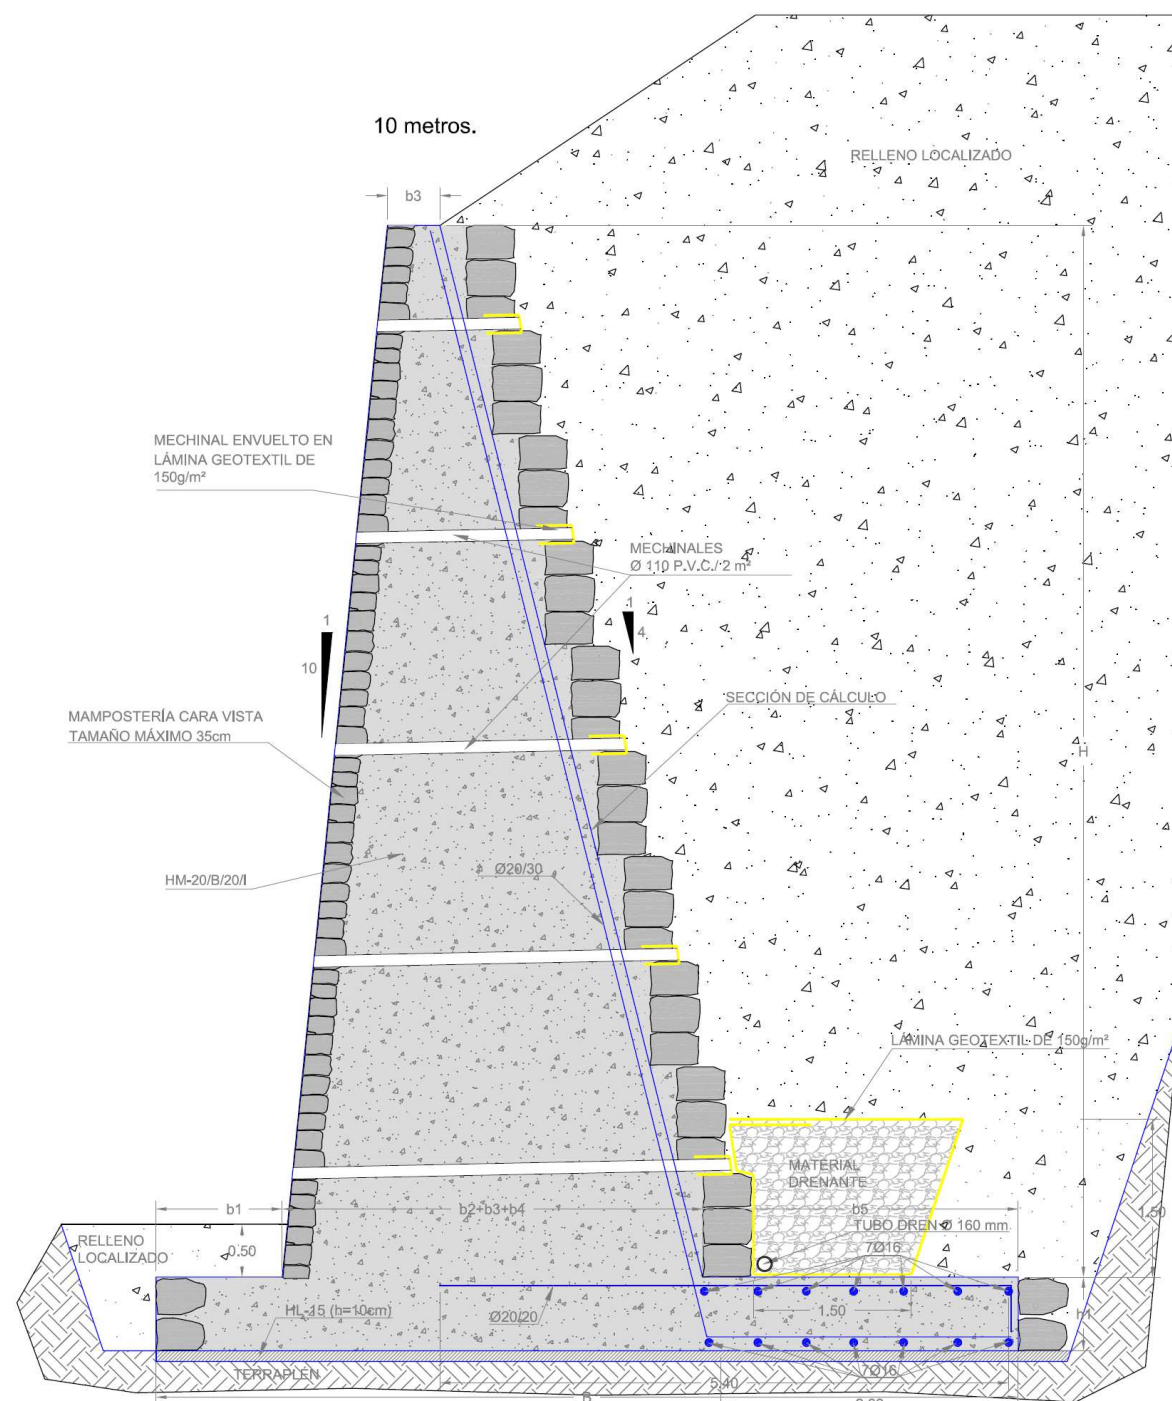 10 metros.
RELLENO LOCALIZADO
b3
MECHINAL ENVUELTO EN
LÁMINA GEOTEXTIL DE
150g/m²
MECHINALES
Ø 110 P.V.C./ 2 m²
1
10
1
4
SECCIÓN DE CÁLCULO
MAMPOSTERÍA CARA VISTA
TAMAÑO MÁXIMO 35cm
H
HM-20/B/20/I
Ø20/30
LÁMINA GEOTEXTIL DE 150g/m²
MATERIAL
DRENANTE
b1
b2+b3+b4
b5
1.50
RELLENO
LOCALIZADO
0.50
TUBO DREN Ø 160 mm
7Ø16
HL-15 (h=10cm)
Ø20/20
1.50
h1
TERRAPLÉN
7Ø16
5.40
B